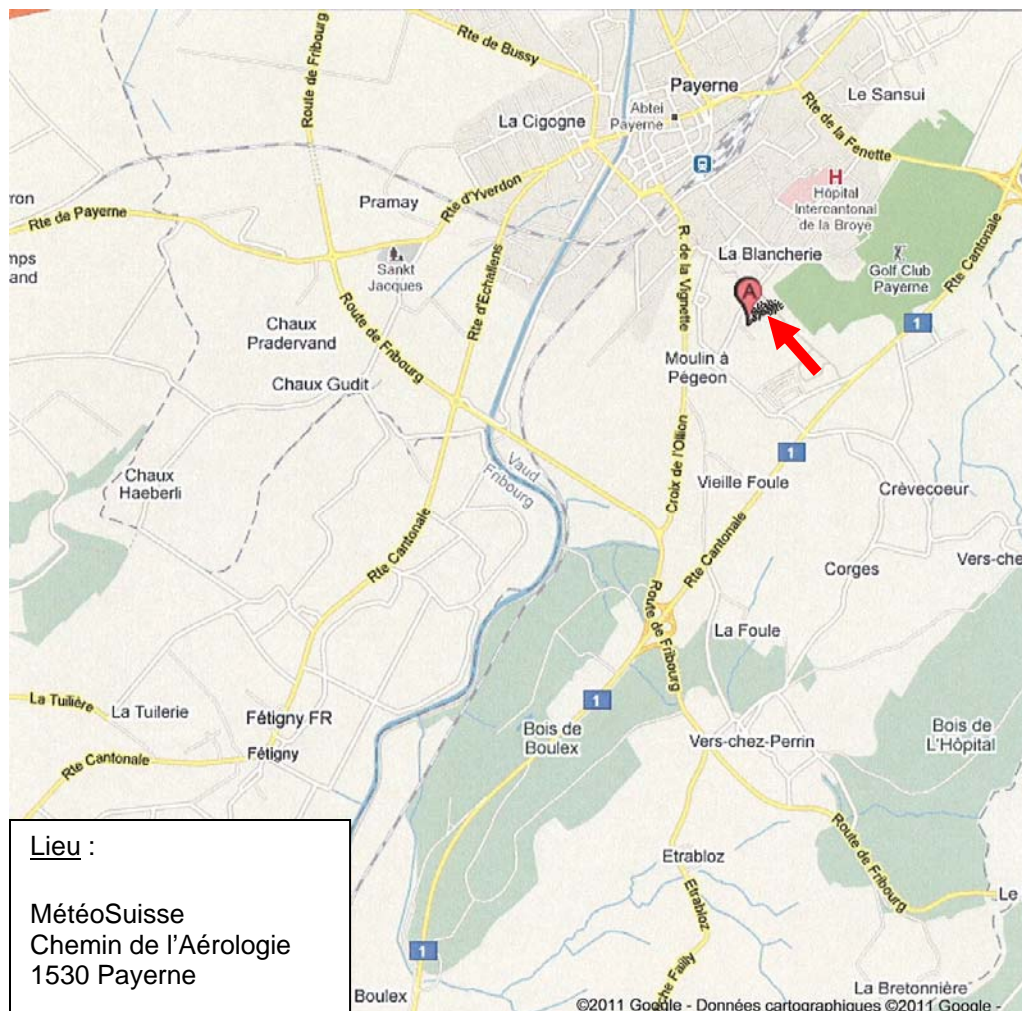 Rte de Bussy
Route de Fribourg
Payerne
Le Sansui
Abtei
Payerne
La Cigogne
Rte de la Fenette
H
Hôpital
Intercantonal
de la Broye
ron
Pramay
Rte d'Yverdon
Rte de Payerne
R. de la Vignette
Rte Cantonale
La Blancherie
mps
and
Sankt
Jacques
Rte d'Echallens
Golf Club
Payerne
A
Route de Fribourg
Chaux
Pradervand
1
Moulin à
Pégeon
Chaux Gudit
Croix de l'Ollion
1
Vaud
Fribourg
Chaux
Haeberli
Vieille Foule
Crèvecoeur
Rte Cantonale
Rte Cantonale
Vers-che
Corges
Route de Fribourg
La Foule
La Tuilière
La Tuilerie
Fétigny FR
Fétigny
1
Bois de
Boulex
Vers-chez-Perrin
Bois de
L'Hôpital
Rte Cantonale
Route de Fribourg
Etrabloz
Etrabloz
Le
1
Boulex
che Failly
La Bretonnière
©2011 Google - Données cartographiques ©2011 Google -
Lieu :
MétéoSuisse
Chemin de l'Aérologie
1530 Payerne